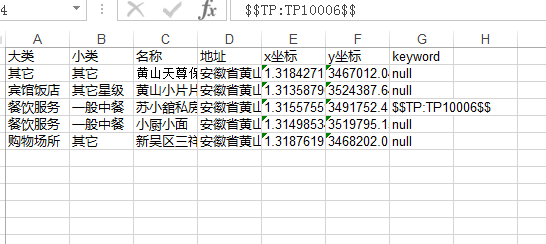 4 $$TP:TP10006$$
A B C D E F G H
大类 小类 名称 地址 x坐标 y坐标 keyword
其它 其它 黄山天尊 安徽省黄山 1.3184271 3467012.0 null
宾馆饭店 其它星级 黄山小片片 安徽省黄山 1.3135879 3524387.6 null
餐饮服务 一般中餐 苏小舘私房 安徽省黄山 1.3155755 3491752.4 $$TP:TP10006$$
餐饮服务 一般中餐 小厨小面 安徽省黄山 1.3149853 3519795.1 null
购物场所 其它 新吴区三祥 安徽省黄山 1.3187619 3468202.0 null